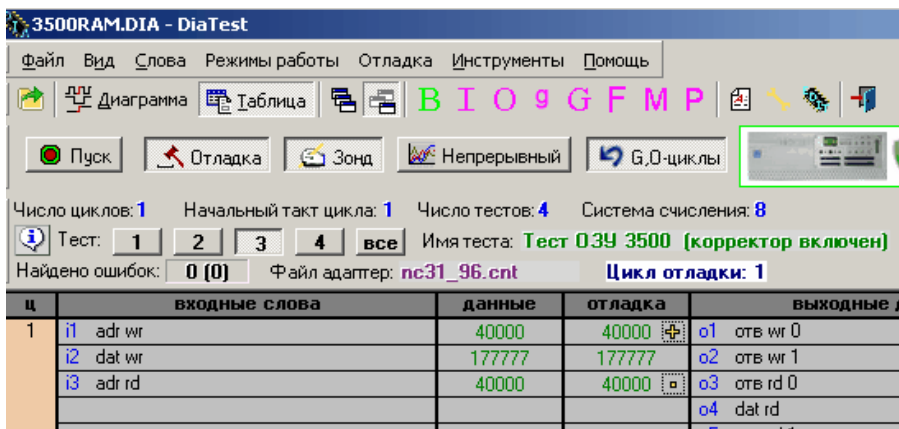 3500RAM.DIA - DiaTest
Файл Вид Слова Режимы работы Отладка Инструменты Помощь
Диаграмма Таблица B I O g G F M P
Пуск Отладка Зонд Непрерывный G,O-циклы
Число циклов: 1 Начальный такт цикла: 1 Число тестов: 4 Система счисления: 8
Тест: 1 2 3 4 все Имя теста: Тест ОЗУ 3500 (корректор включен)
Найдено ошибок: 0 (0) Файл адаптер: nc31_96.cnt Цикл отладки: 1
ц входные слова данные отладка выходные
1 i1 adr wr 40000 40000 o1 отв wr 0
i2 dat wr 177777 177777 o2 отв wr 1
i3 adr rd 40000 40000 o3 отв rd 0
o4 dat rd